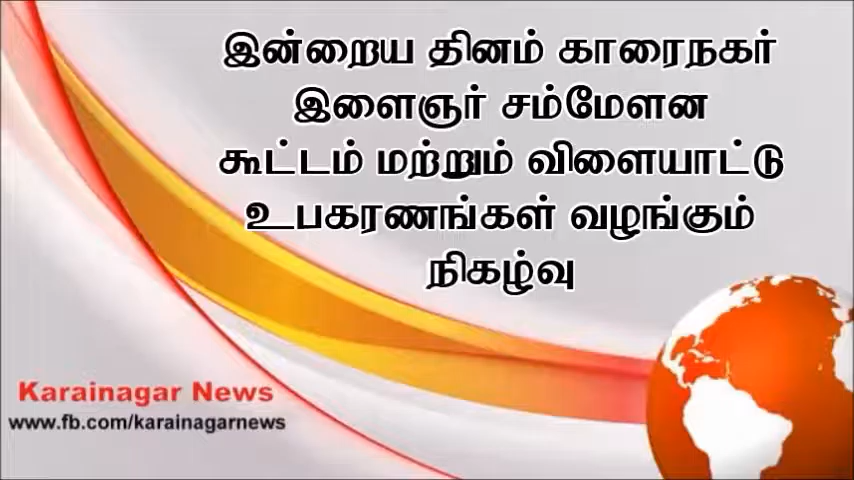 இன்றைய தினம் காரைநகர்
இளைஞர் சம்மேளன
கூட்டம் மற்றும் விளையாட்டு
உபகரணங்கள் வழங்கும்
நிகழ்வு
Karainagar News
www.fb.com/karainagarnews